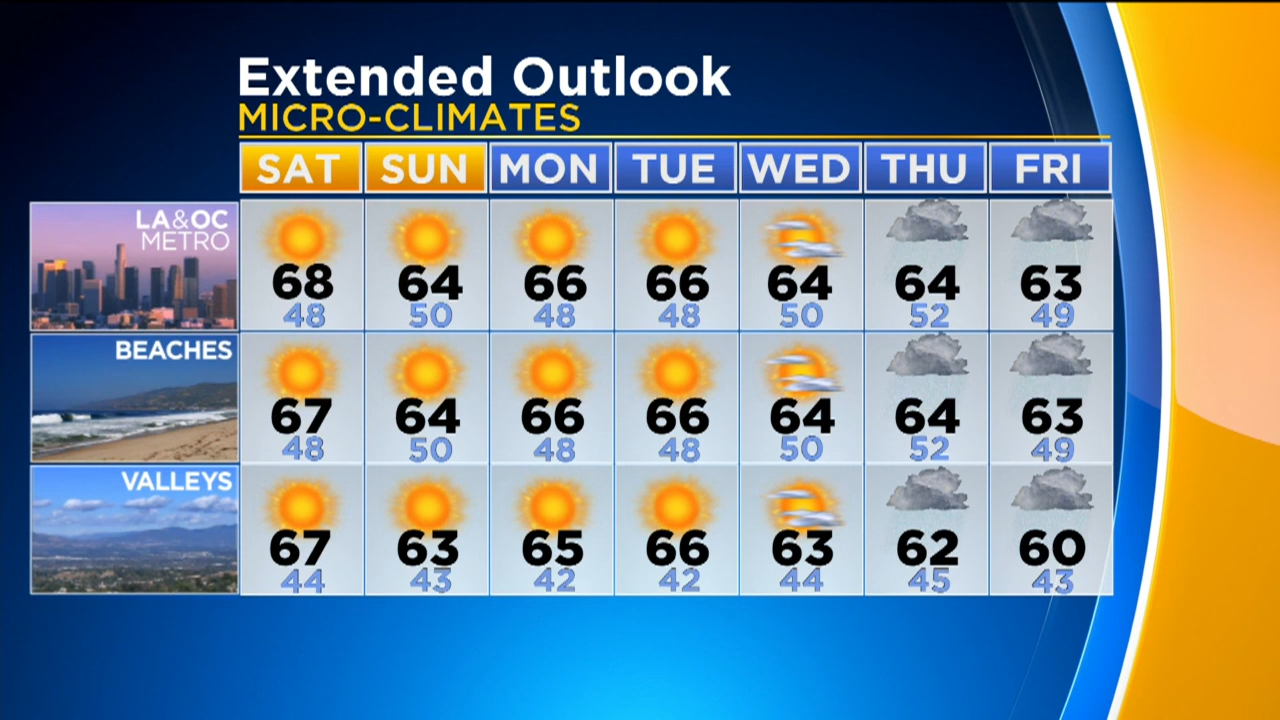 Extended Outlook
MICRO-CLIMATES
SAT SUN MON TUE WED THU FRI
LA&OC
METRO
68 64 66 66 64 64 63
48 50 48 48 50 52 49
BEACHES
67 64 66 66 64 64 63
48 50 48 48 50 52 49
VALLEYS
67 63 65 66 63 62 60
44 43 42 42 44 45 43